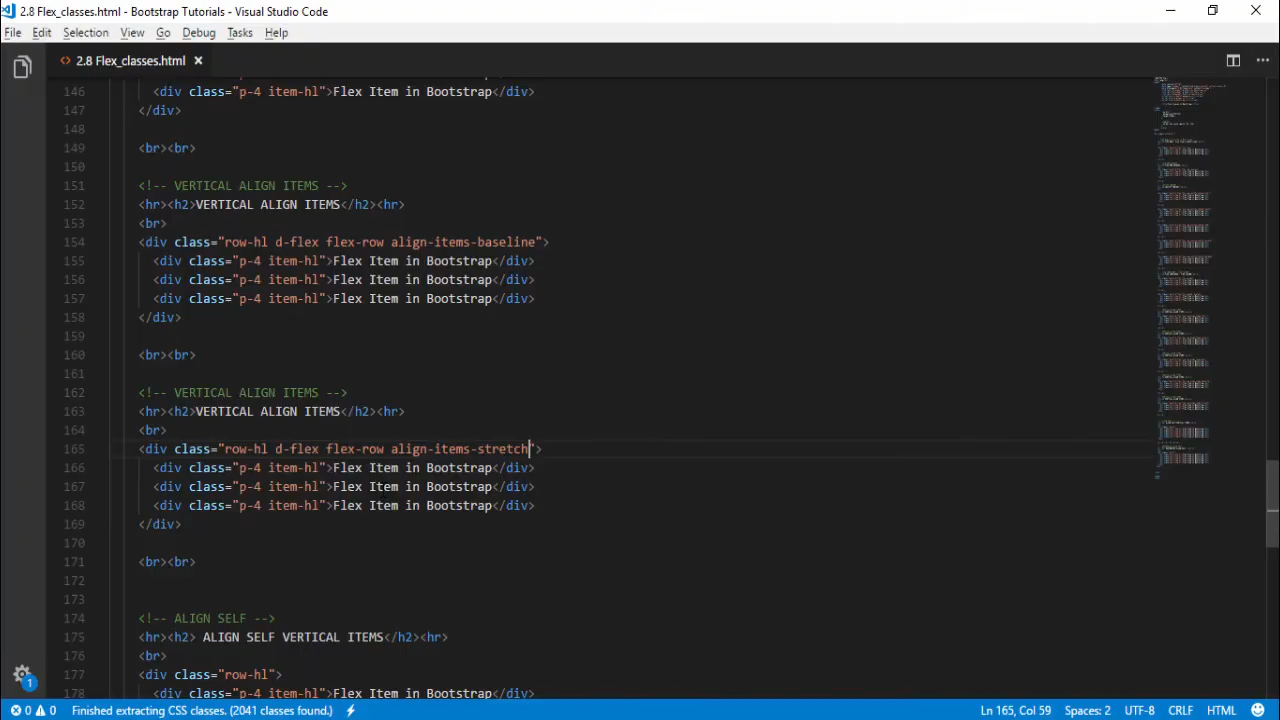 2.8 Flex_classes.html - Bootstrap Tutorials - Visual Studio Code
File Edit Selection View Go Debug Tasks Help
2.8 Flex_classes.html
146 <div class="p-4 item-hl">Flex Item in Bootstrap</div>
147 </div>
148
149 <br><br>
150
151 <!-- VERTICAL ALIGN ITEMS -->
152 <hr><h2>VERTICAL ALIGN ITEMS</h2><hr>
153 <br>
154 <div class="row-hl d-flex flex-row align-items-baseline">
155 <div class="p-4 item-hl">Flex Item in Bootstrap</div>
156 <div class="p-4 item-hl">Flex Item in Bootstrap</div>
157 <div class="p-4 item-hl">Flex Item in Bootstrap</div>
158 </div>
159
160 <br><br>
161
162 <!-- VERTICAL ALIGN ITEMS -->
163 <hr><h2>VERTICAL ALIGN ITEMS</h2><hr>
164 <br>
165 <div class="row-hl d-flex flex-row align-items-stretch">
166 <div class="p-4 item-hl">Flex Item in Bootstrap</div>
167 <div class="p-4 item-hl">Flex Item in Bootstrap</div>
168 <div class="p-4 item-hl">Flex Item in Bootstrap</div>
169 </div>
170
171 <br><br>
172
173
174 <!-- ALIGN SELF -->
175 <hr><h2> ALIGN SELF VERTICAL ITEMS</h2><hr>
176 <br>
177 <div class="row-hl">
178 <div class="p-4 item-hl">Flex Item in Bootstrap</div>
1
0 0 Finished extracting CSS classes. (2041 classes found.) Ln 165, Col 59 Spaces: 2 UTF-8 CRLF HTML